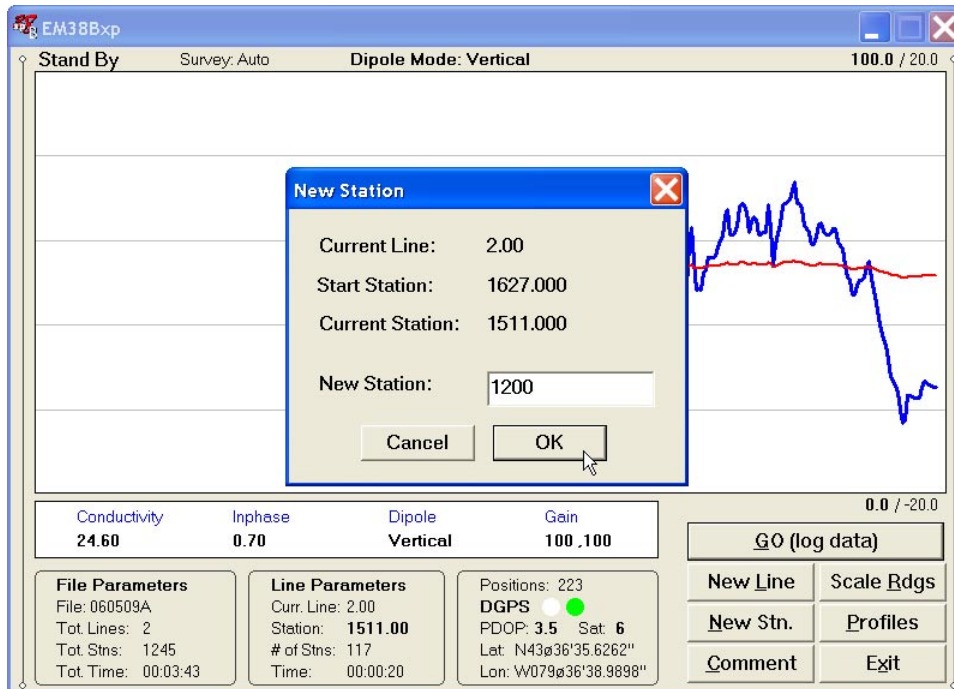 EM38Bxp
Stand By Survey: Auto Dipole Mode: Vertical 100.0 / 20.0
New Station
Current Line: 2.00
Start Station: 1627.000
Current Station: 1511.000
New Station: 1200
Cancel OK
0.0 / -20.0
Conductivity Inphase Dipole Gain
24.60 0.70 Vertical 100 ,100
GO (log data)
New Line Scale Rdgs
New Stn. Profiles
Comment Exit
File Parameters
File: 060509A
Tot. Lines: 2
Tot. Stns: 1245
Tot. Time: 00:03:43
Line Parameters
Curr. Line: 2.00
Station: 1511.00
# of Stns: 117
Time: 00:00:20
Positions: 223
DGPS
PDOP: 3.5 Sat: 6
Lat: N43ø36'35.6262"
Lon: W079ø36'38.9898"